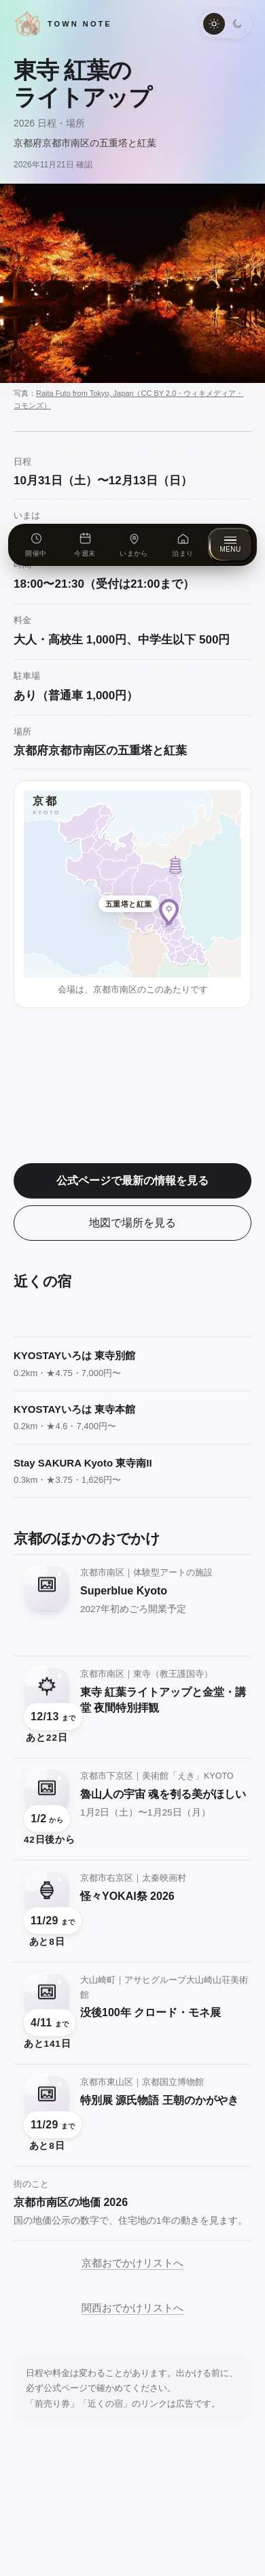 TOWN NOTE
東寺 紅葉の
ライトアップ
2026 日程・場所
京都府京都市南区の五重塔と紅葉
2026年11月21日 確認
写真：Raita Futo from Tokyo, Japan（CC BY 2.0・ウィキメディア・
コモンズ）
日程
10月31日（土）〜12月13日（日）
いまは
開催中
今週末
いまから
泊まり
MENU
18:00〜21:30（受付は21:00まで）
料金
大人・高校生 1,000円、中学生以下 500円
駐車場
あり（普通車 1,000円）
場所
京都府京都市南区の五重塔と紅葉
京都
KYOTO
五重塔と紅葉
会場は、京都市南区のこのあたりです
公式ページで最新の情報を見る
地図で場所を見る
近くの宿
KYOSTAYいろは 東寺別館
0.2km・★4.75・7,000円〜
KYOSTAYいろは 東寺本館
0.2km・★4.6・7,400円〜
Stay SAKURA Kyoto 東寺南II
0.3km・★3.75・1,626円〜
京都のほかのおでかけ
京都市南区｜体験型アートの施設
Superblue Kyoto
2027年初めごろ開業予定
京都市南区｜東寺（教王護国寺）
東寺 紅葉ライトアップと金堂・講
堂 夜間特別拝観
12/13 まで
あと22日
京都市下京区｜美術館「えき」KYOTO
魯山人の宇宙 魂を刳る美がほしい
1月2日（土）〜1月25日（月）
1/2 から
42日後から
京都市右京区｜太秦映画村
怪々YOKAI祭 2026
11/29 まで
あと8日
大山崎町｜アサヒグループ大山崎山荘美術
館
没後100年 クロード・モネ展
4/11 まで
あと141日
京都市東山区｜京都国立博物館
特別展 源氏物語 王朝のかがやき
11/29 まで
あと8日
街のこと
京都市南区の地価 2026
国の地価公示の数字で、住宅地の1年の動きを見ます。
京都おでかけリストへ
関西おでかけリストへ
日程や料金は変わることがあります。出かける前に、
必ず公式ページで確かめてください。
「前売り券」「近くの宿」のリンクは広告です。